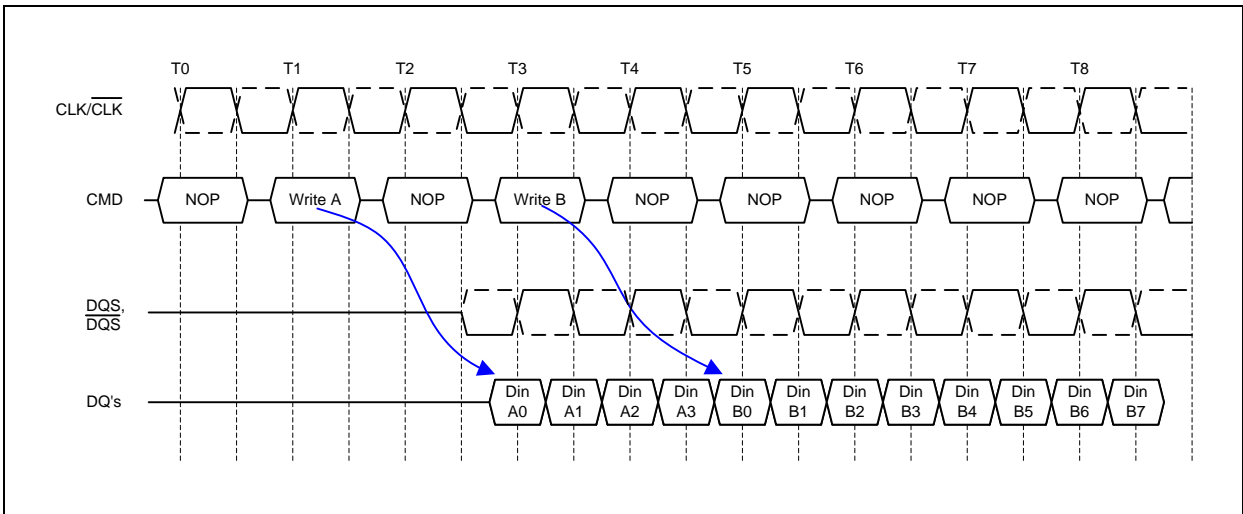 T0 T1 T2 T3 T4 T5 T6 T7 T8
CLK/CLK
CMD NOP Write A NOP Write B NOP NOP NOP NOP NOP
DQS,
DQS
DQ's Din Din Din Din Din Din Din Din Din Din Din Din
A0 A1 A2 A3 B0 B1 B2 B3 B4 B5 B6 B7